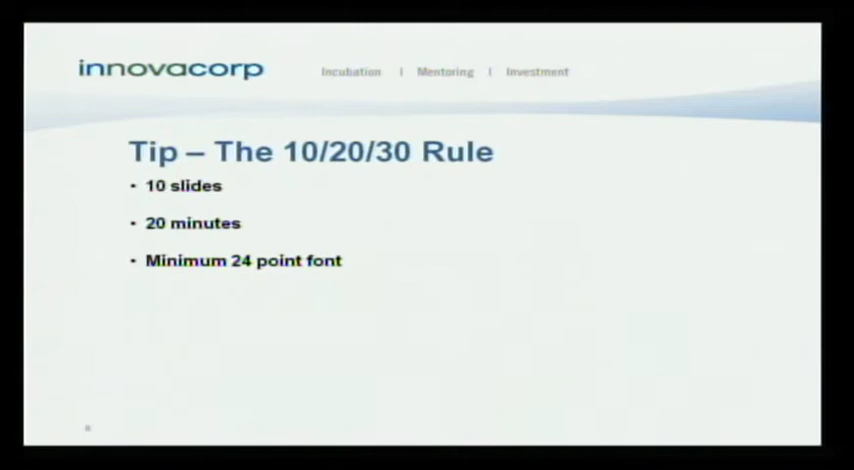 innovacorp
Incubation | Mentoring | Investment
Tip – The 10/20/30 Rule
• 10 slides
• 20 minutes
• Minimum 24 point font